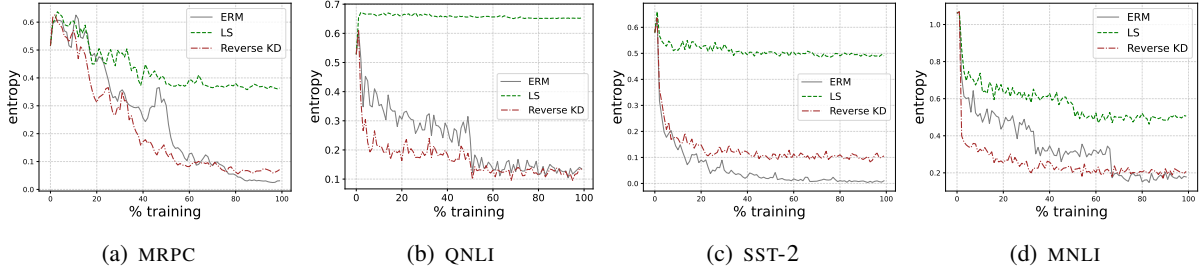 0.6
0.5
0.4
0.3
0.2
0.1
0.0
entropy
0 20 40 60 80 100
% training
ERM
LS
Reverse KD
(a) MRPC
0.7
0.6
0.5
0.4
0.3
0.2
0.1
entropy
0 20 40 60 80 100
% training
ERM
LS
Reverse KD
(b) QNLI
0.6
0.5
0.4
0.3
0.2
0.1
0.0
entropy
0 20 40 60 80 100
% training
ERM
LS
Reverse KD
(c) SST-2
1.0
0.8
0.6
0.4
0.2
entropy
0 20 40 60 80 100
% training
ERM
LS
Reverse KD
(d) MNLI